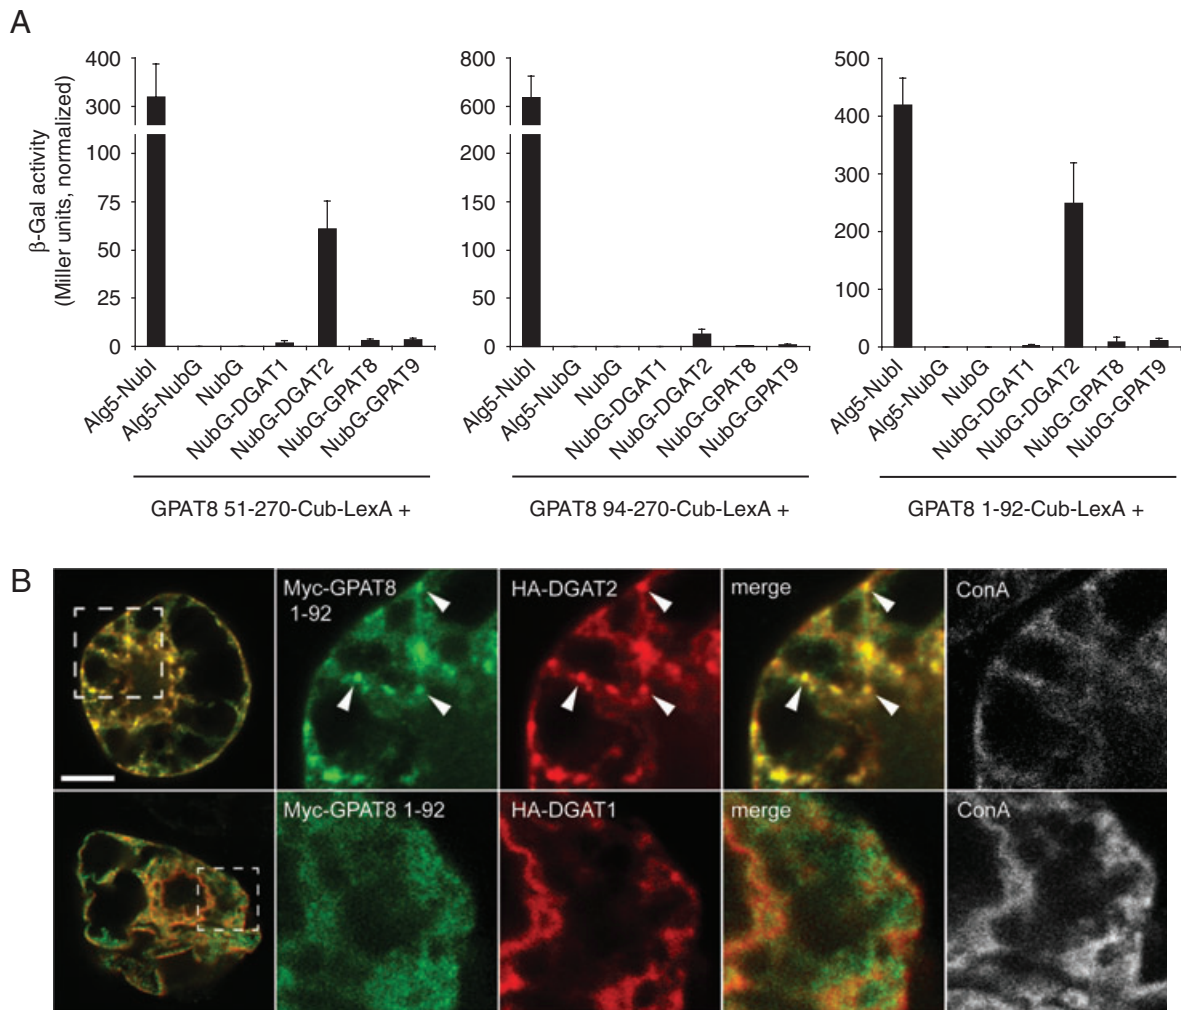 A
β-Gal activity
(Miller units, normalized)
400
300
100
75
50
25
0
Alg5-NubI
Alg5-NubG
NubG
NubG-DGAT1
NubG-DGAT2
NubG-GPAT8
NubG-GPAT9
GPAT8 51-270-Cub-LexA +
800
600
200
150
100
50
0
Alg5-NubI
Alg5-NubG
NubG
NubG-DGAT1
NubG-DGAT2
NubG-GPAT8
NubG-GPAT9
GPAT8 94-270-Cub-LexA +
500
400
300
200
100
0
Alg5-NubI
Alg5-NubG
NubG
NubG-DGAT1
NubG-DGAT2
NubG-GPAT8
NubG-GPAT9
GPAT8 1-92-Cub-LexA +
B
Myc-GPAT8
1-92
HA-DGAT2
merge
ConA
Myc-GPAT8 1-92
HA-DGAT1
merge
ConA